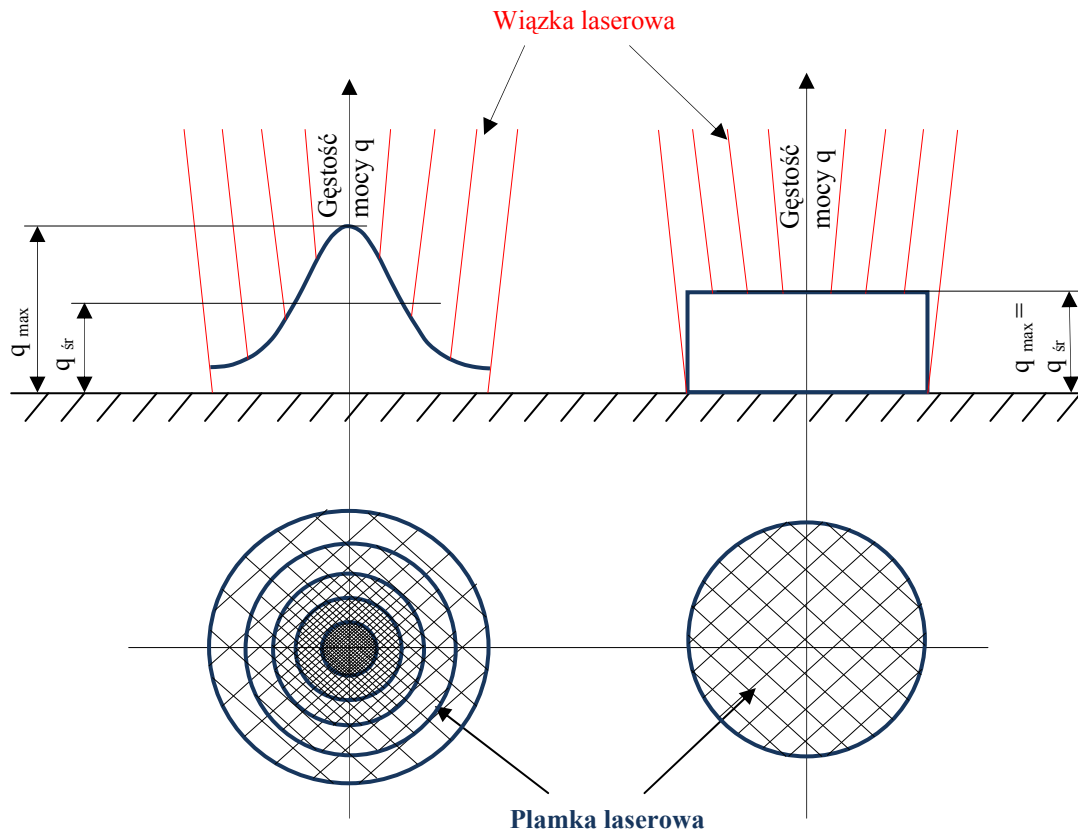 Wiązka laserowa
Gęstość
mocy q
Gęstość
mocy q
q max
q śr
q max =
q śr
Plamka laserowa